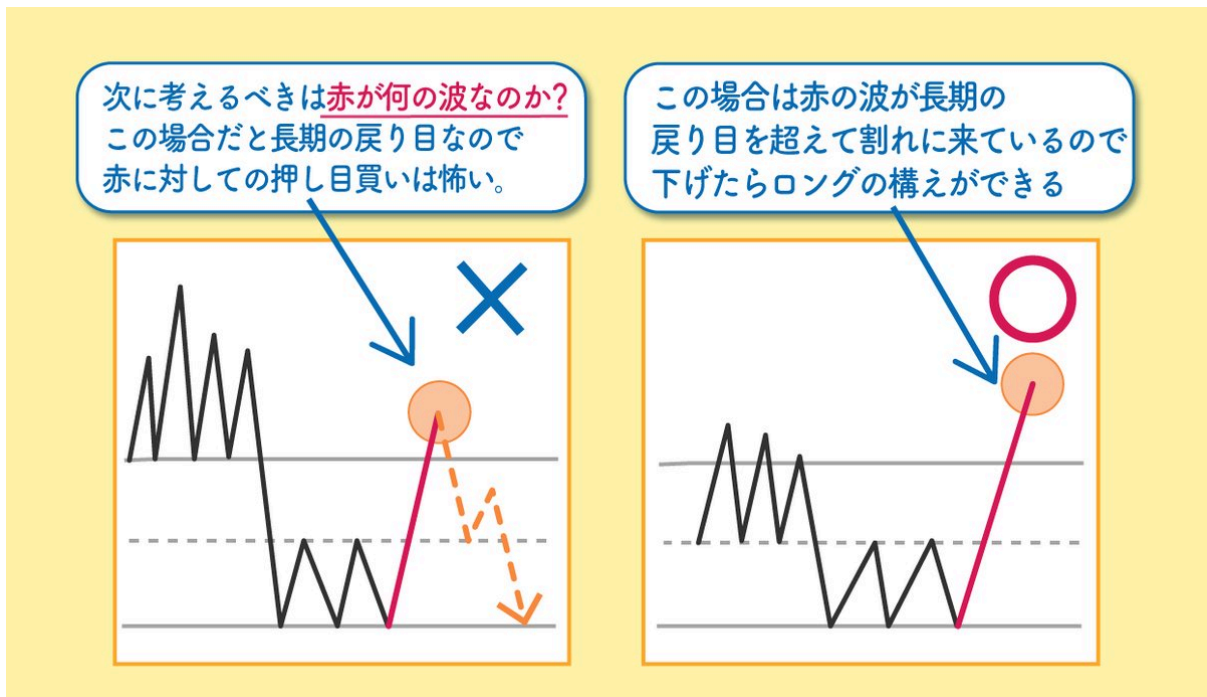 次に考えるべきは赤が何の波なのか?
この場合だと長期の戻り目なので
赤に対しての押し目買いは怖い。
この場合は赤の波が長期の
戻り目を超えて割れに来ているので
下げたらロングの構えができる